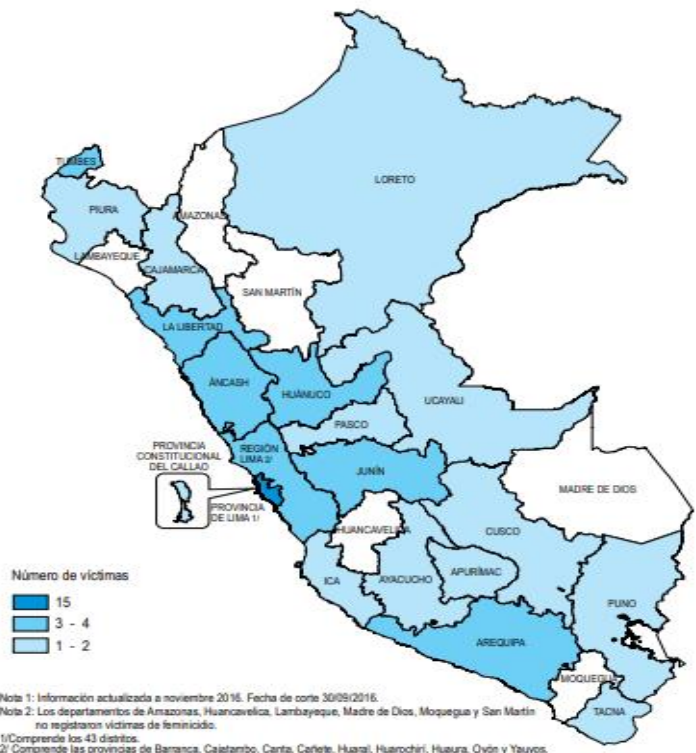 TUMBES
LORETO
PIURA
AMAZONAS
LAMBAYEQUE
CAJAMARCA
SAN MARTÍN
LA LIBERTAD
ÁNCASH
HUÁNUCO
UCAYALI
PASCO
PROVINCIA
CONSTITUCIONAL
DEL CALLAO
REGIÓN
LIMA 2/
JUNÍN
MADRE DE DIOS
PROVINCIA
DE LIMA 1/
HUANCAVELICA
CUSCO
ICA
AYACUCHO
APURÍMAC
PUNO
AREQUIPA
MOQUEGUA
TACNA
Número de víctimas
15
3 - 4
1 - 2
Nota 1: Información actualizada a noviembre 2016. Fecha de corte 30/09/2016.
Nota 2: Los departamentos de Amazonas, Huancavelica, Lambayeque, Madre de Dios, Moquegua y San Martín
no registraron víctimas de feminicidio.
1/Comprende los 43 distritos.
2/ Comprende las provincias de Barranca, Cajatambo, Canta, Cañete, Huaral, Huarochirí, Huaura, Oyón y Yauyos.